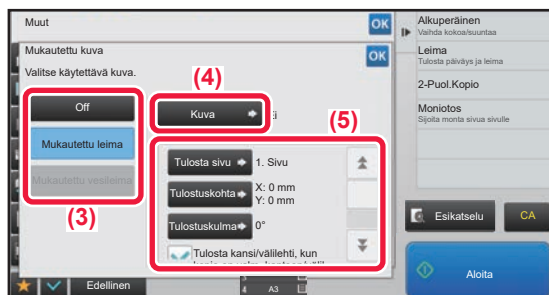 Muut
OK
Mukautettu kuva
OK
Valitse käytettävä kuva.
(4)
Off
Kuva
(5)
Mukautettu leima
Mukautettu vesileima
(3)
Tulosta sivu
1. Sivu
Tulostuskohta
X: 0 mm
Y: 0 mm
Tulostuskulma
0°
Tulosta kansi/välilehti, kun
Edellinen
A3
Alkuperäinen
Vaihda kokoa/suuntaa
Leima
Tulosta päiväys ja leima
2-Puol.Kopio
Moniotos
Sijoita monta sivua sivulle
Esikatselu
CA
Aloita